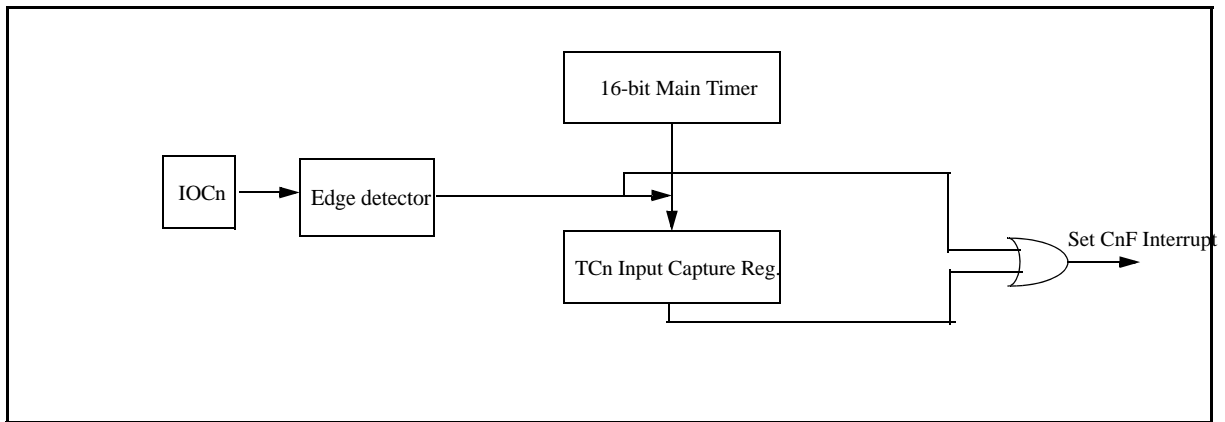 16-bit Main Timer
IOCn
Edge detector
TCn Input Capture Reg.
Set CnF Interrupt